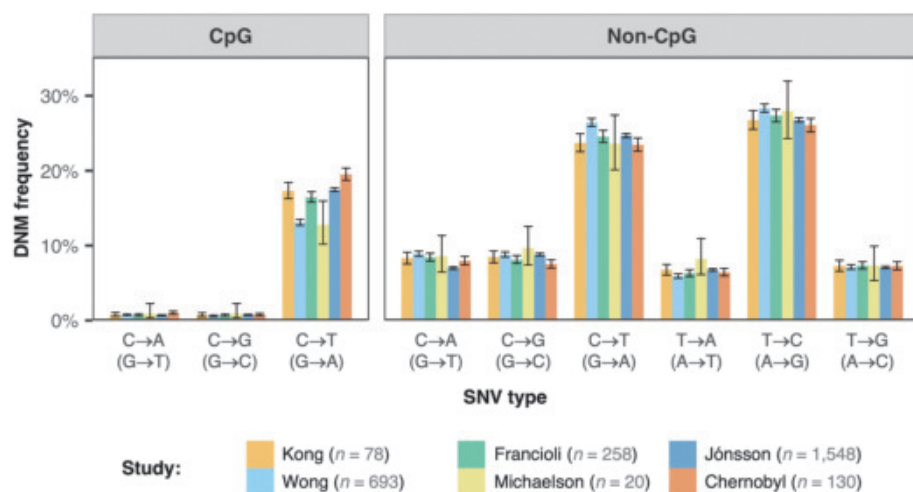 CpG
Non-CpG
DNM frequency
30%
20%
10%
0%
C→A
(G→T)
C→G
(G→C)
C→T
(G→A)
C→A
(G→T)
C→G
(G→C)
C→T
(G→A)
T→A
(A→T)
T→C
(A→G)
T→G
(A→C)
SNV type
Study:
Kong (n = 78)
Francioli (n = 258)
Jónsson (n = 1,548)
Wong (n = 693)
Michaelson (n = 20)
Chernobyl (n = 130)